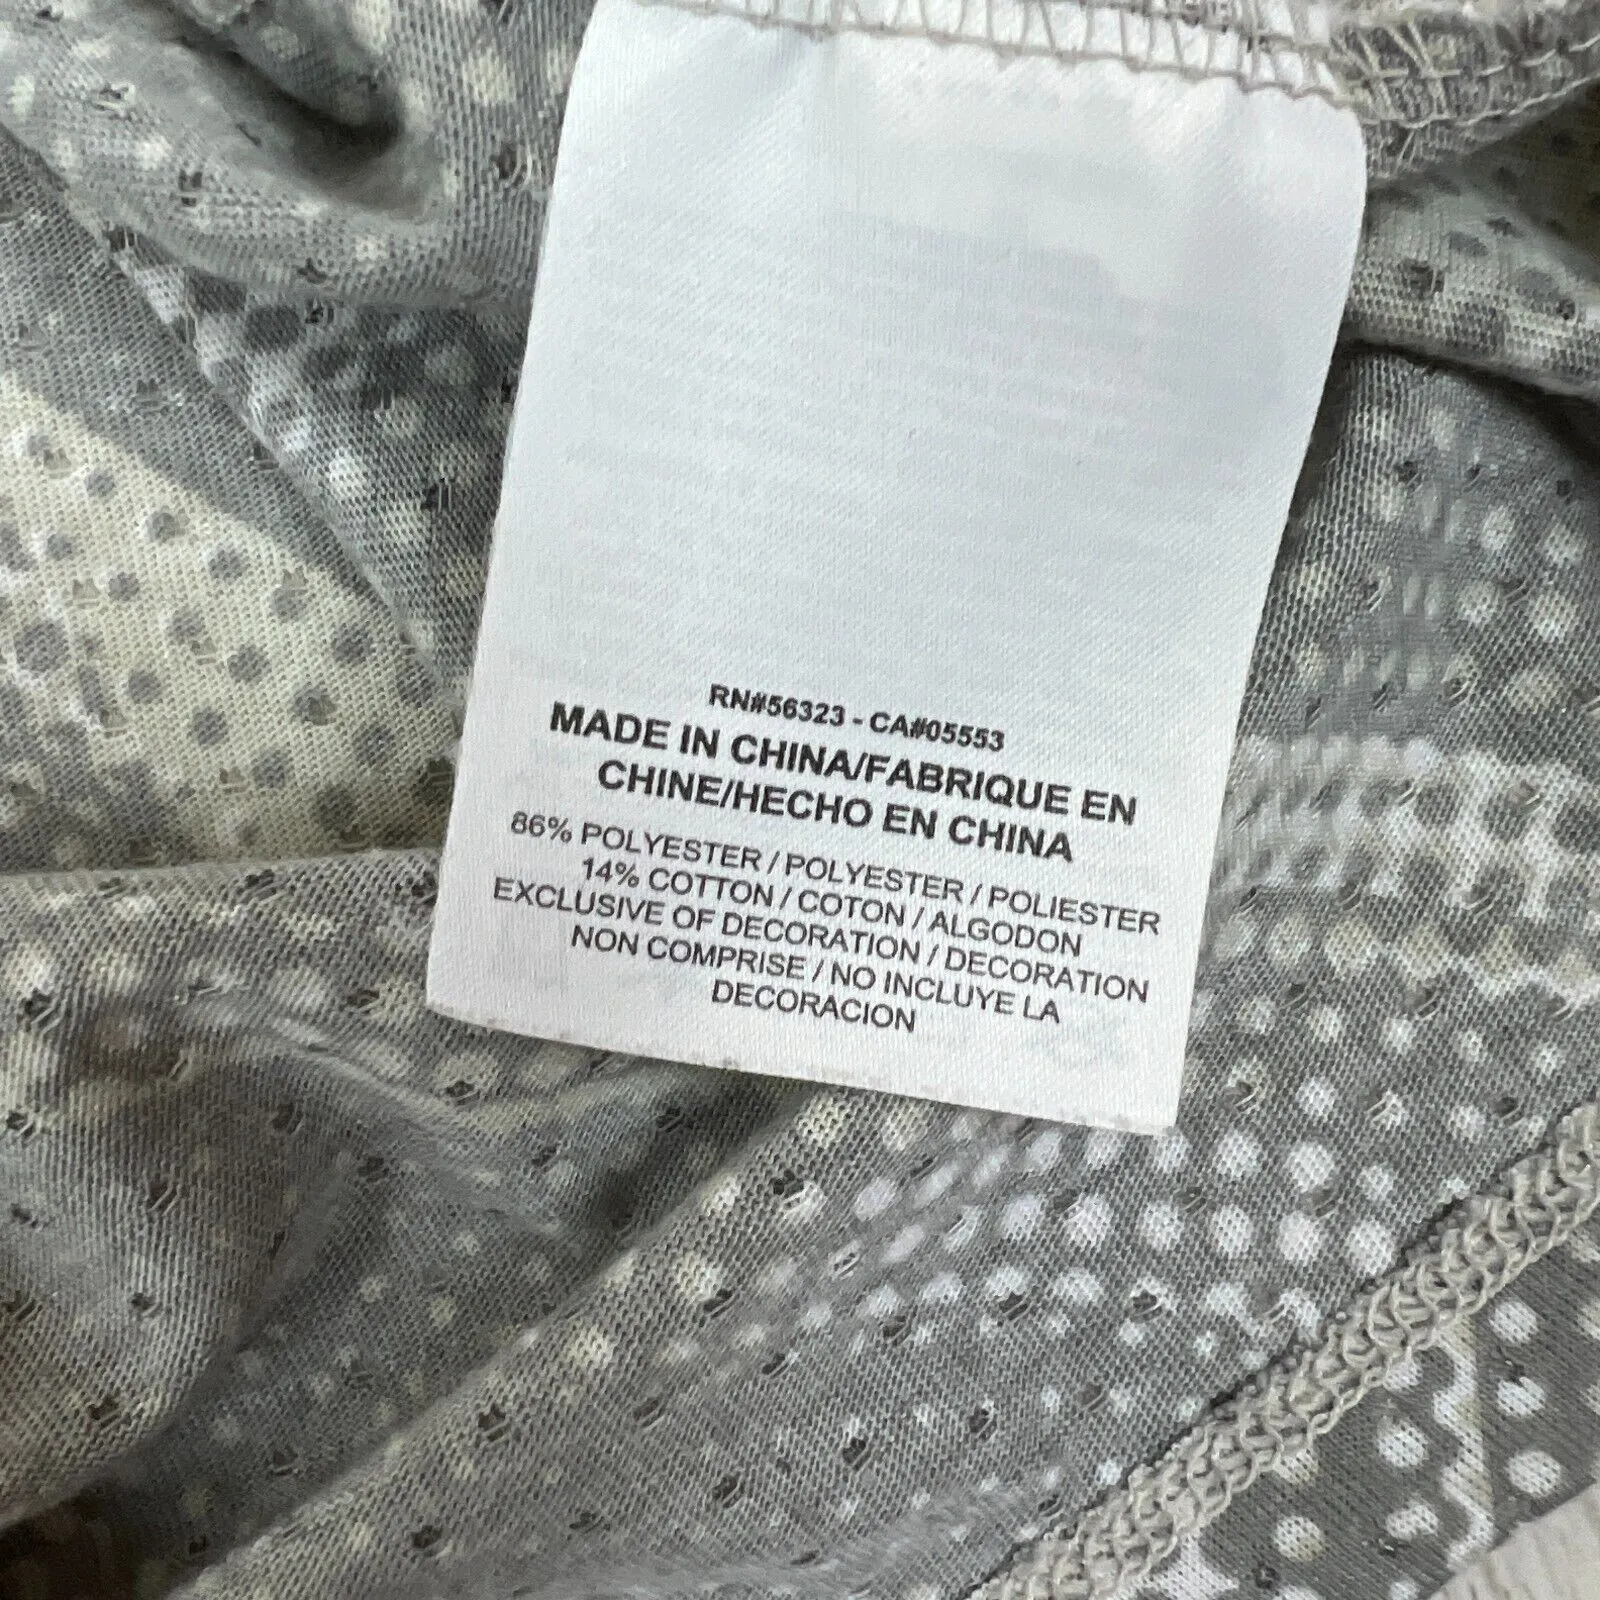 RN#56323 - CA#05553
MADE IN CHINA/FABRIQUE EN
CHINE/HECHO EN CHINA
86% POLYESTER / POLYESTER / POLIESTER
14% COTTON / COTON / ALGODON
EXCLUSIVE OF DECORATION / DECORATION
NON COMPRISE / NO INCLUYE LA
DECORACION